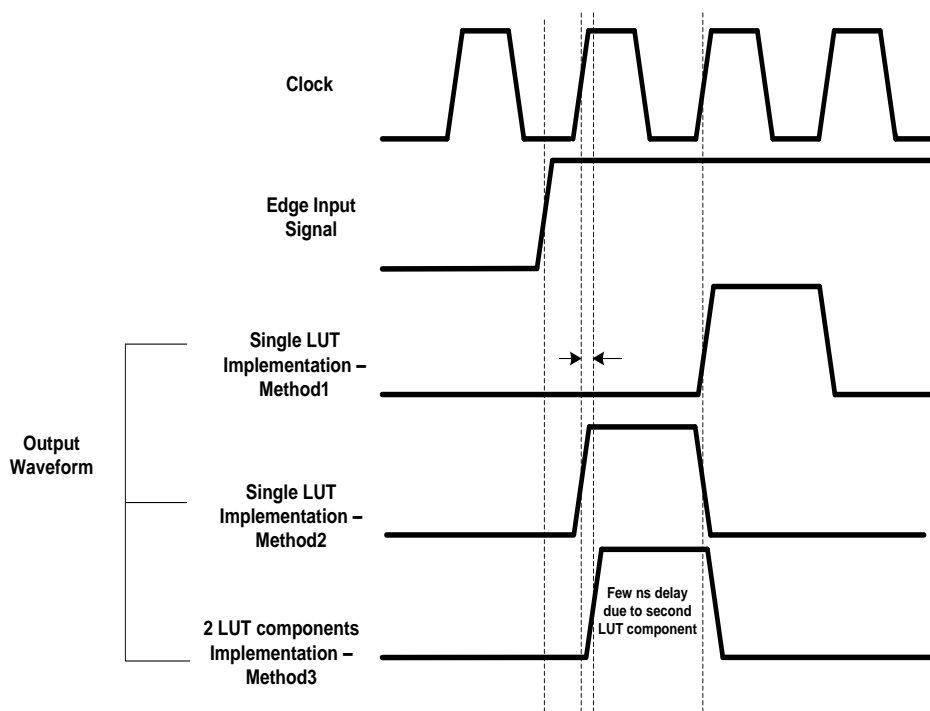 Clock
Edge Input
Signal
Single LUT
Implementation –
Method1
Output
Waveform
Single LUT
Implementation –
Method2
Few ns delay
due to second
LUT component
2 LUT components
Implementation –
Method3